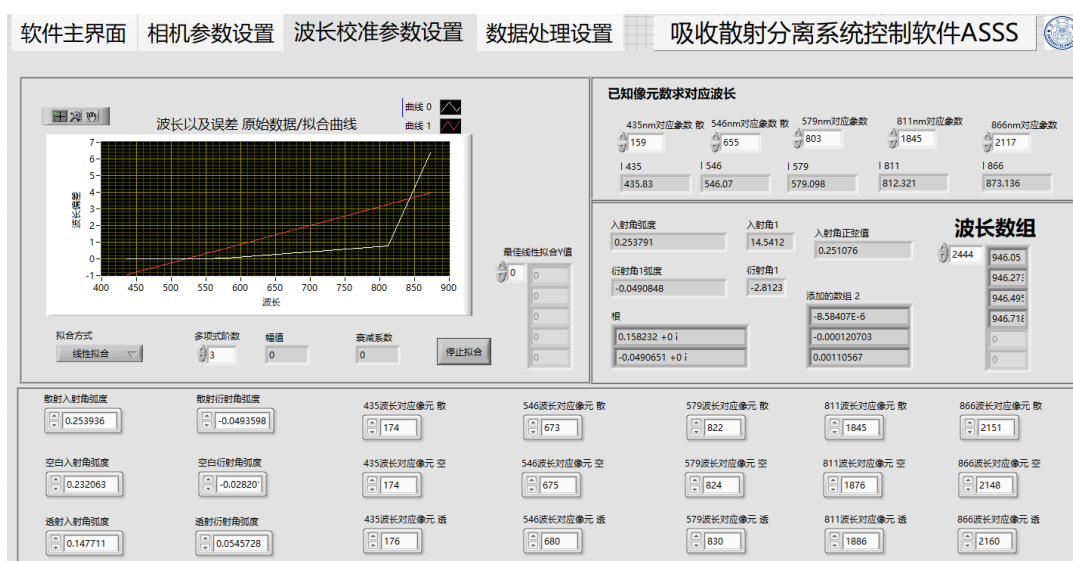 软件主界面 相机参数设置 波长校准参数设置 数据处理设置 吸收散射分离系统控制软件ASSS
曲线 0
波长以及误差 原始数据/拟合曲线 曲线 1
7
6
5
4
3
2
1
0
-1
波长偏差
400 450 500 550 600 650 700 750 800 850 900
波长
最佳线性拟合Y值
0 0
0
0
0
0
拟合方式 多项式阶数 幅值 衰减系数
线性拟合 3 0 0 停止拟合
已知像元数求对应波长
435nm对应象数 散 546nm对应象数 散 579nm对应象数 811nm对应象数 866nm对应象数
159 655 803 1845 2117
l 435 l 546 l 579 l 811 l 866
435.83 546.07 579.098 812.321 873.136
入射角弧度 入射角1 入射角正弦值 波长数组
0.253791 14.5412 0.251076 2444 946.05
衍射角1弧度 衍射角1
-0.0490848 -2.8123
添加的数组 2 946.495
根 -8.58407E-6
0.158232 +0 i -0.000120703 0
-0.0490651 +0 i 0.00110567 0
散射入射角弧度 散射衍射角弧度 435波长对应像元 散 546波长对应像元 散 579波长对应像元 散 811波长对应像元 散 866波长对应像元 散
0.253936 -0.0493598 174 673 822 1845 2151
空白入射角弧度 空白衍射角弧度 435波长对应像元 空 546波长对应像元 空 579波长对应像元 空 811波长对应像元 空 866波长对应像元 空
0.232063 -0.02820 174 675 824 1876 2148
透射入射角弧度 透射衍射角弧度 435波长对应像元 透 546波长对应像元 透 579波长对应像元 透 811波长对应像元 透 866波长对应像元 透
0.147711 0.0545728 176 680 830 1886 2160